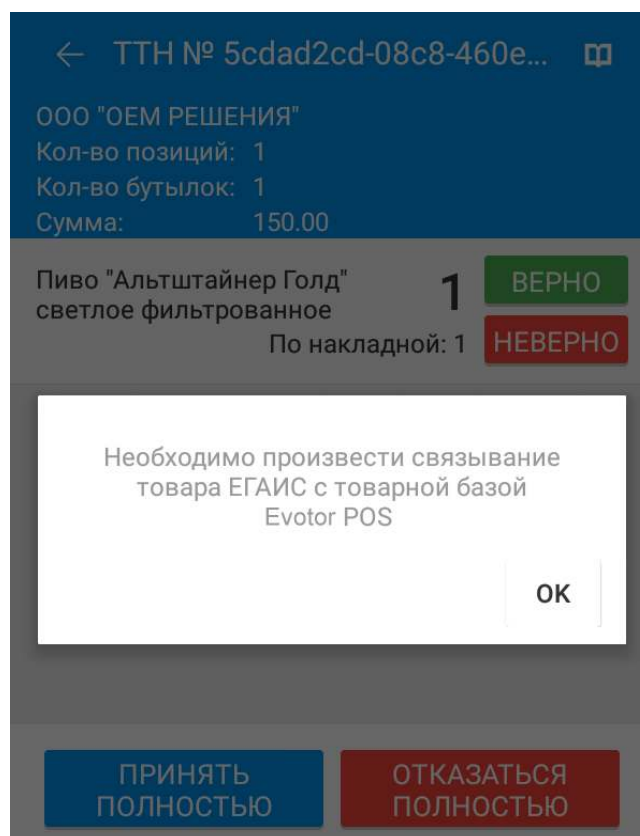 ТТН № 5cdad2cd-08c8-460e...
ООО "ОЕМ РЕШЕНИЯ"
Кол-во позиций: 1
Кол-во бутылок: 1
Сумма: 150.00
Пиво "Альтштайнер Голд"
светлое фильтрованное
1
ВЕРНО
По накладной: 1
НЕВЕРНО
Необходимо произвести связывание
товара ЕГАИС с товарной базой
Evotor POS
ОК
ПРИНЯТЬ
ПОЛНОСТЬЮ
ОТКАЗАТЬСЯ
ПОЛНОСТЬЮ